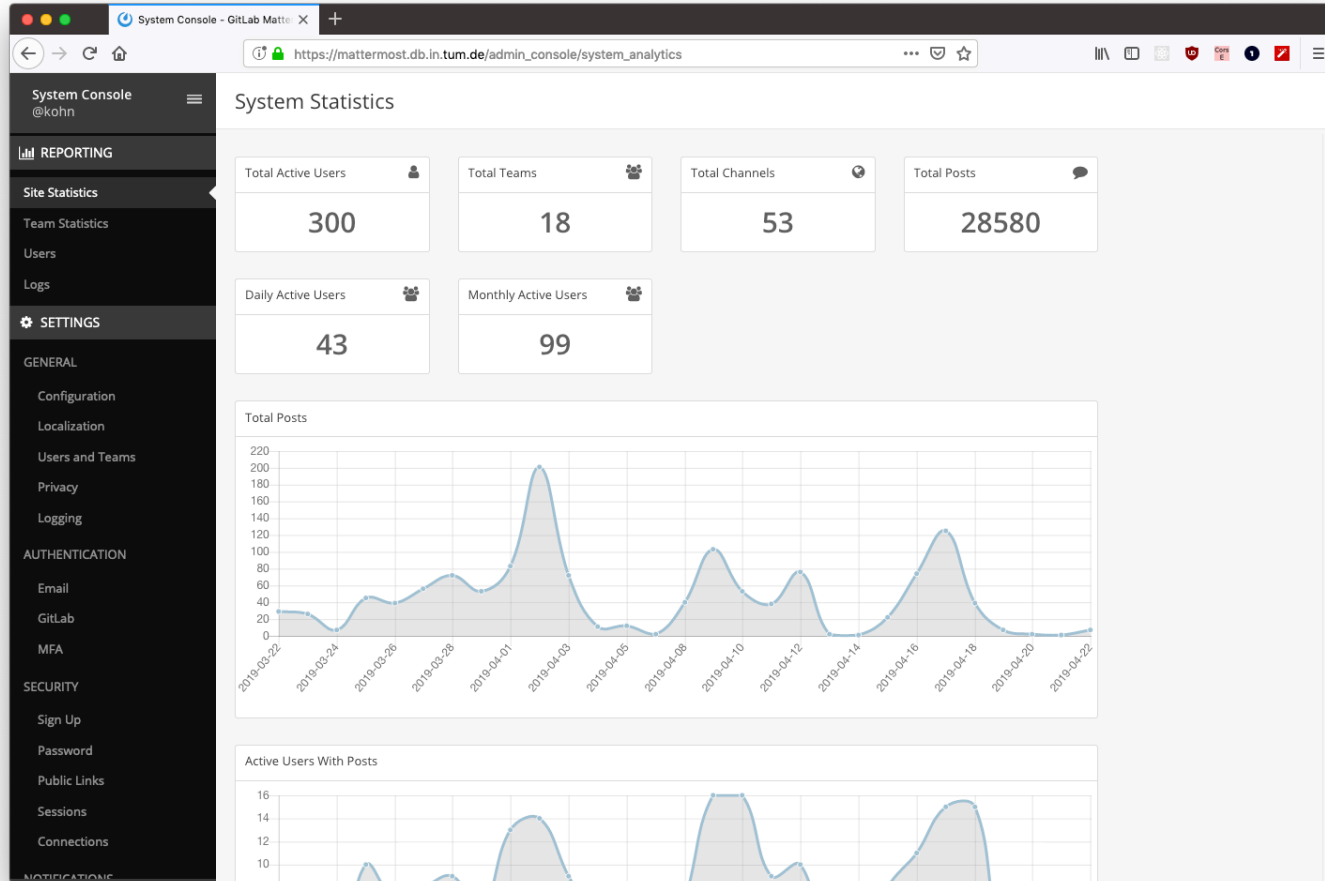 System Console - GitLab Matter
https://mattermost.db.in.tum.de/admin_console/system_analytics
System Console
@kohn
REPORTING
Site Statistics
Team Statistics
Users
Logs
SETTINGS
GENERAL
Configuration
Localization
Users and Teams
Privacy
Logging
AUTHENTICATION
Email
GitLab
MFA
SECURITY
Sign Up
Password
Public Links
Sessions
Connections
NOTIFICATIONS
System Statistics
Total Active Users
300
Total Teams
18
Total Channels
53
Total Posts
28580
Daily Active Users
43
Monthly Active Users
99
Total Posts
220
200
180
160
140
120
100
80
60
40
20
0
2019-03-22
2019-03-24
2019-03-26
2019-03-28
2019-04-01
2019-04-03
2019-04-05
2019-04-08
2019-04-10
2019-04-12
2019-04-14
2019-04-16
2019-04-18
2019-04-20
2019-04-22
Active Users With Posts
16
14
12
10